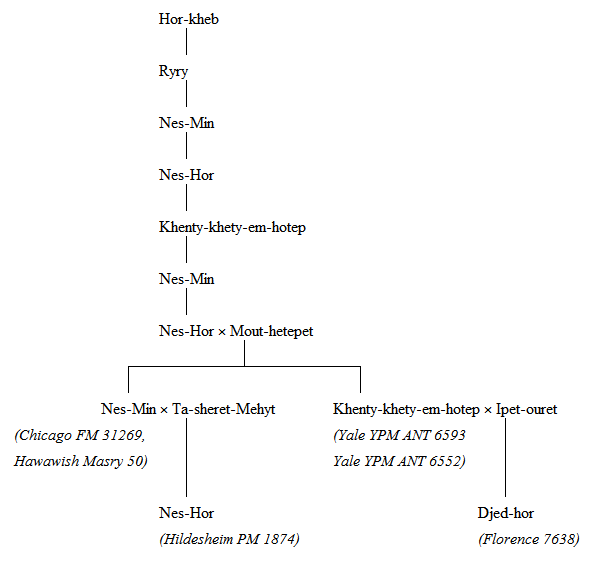 Hor-kheb
Ryry
Nes-Min
Nes-Hor
Khenty-khety-em-hotep
Nes-Min
Nes-Hor × Mout-hetepet
Nes-Min × Ta-sheret-Mehyt
(Chicago FM 31269,
Hawawish Masry 50)
Khenty-khety-em-hotep × Ipet-ouret
(Yale YPM ANT 6593
Yale YPM ANT 6552)
Nes-Hor
(Hildesheim PM 1874)
Djed-hor
(Florence 7638)